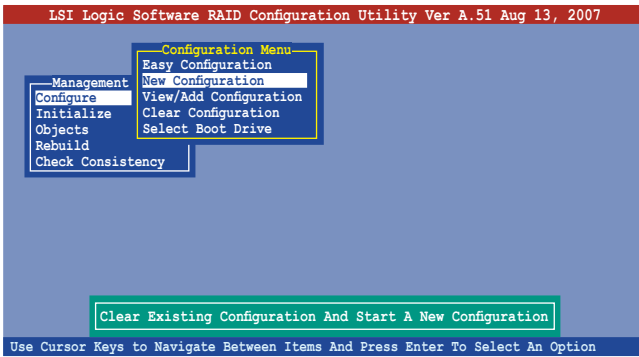 LSI Logic Software RAID Configuration Utility Ver A.51 Aug 13, 2007
Configuration Menu
Easy Configuration
New Configuration
View/Add Configuration
Clear Configuration
Select Boot Drive
Management
Configure
Initialize
Objects
Rebuild
Check Consistency
Clear Existing Configuration And Start A New Configuration
Use Cursor Keys to Navigate Between Items And Press Enter To Select An Option